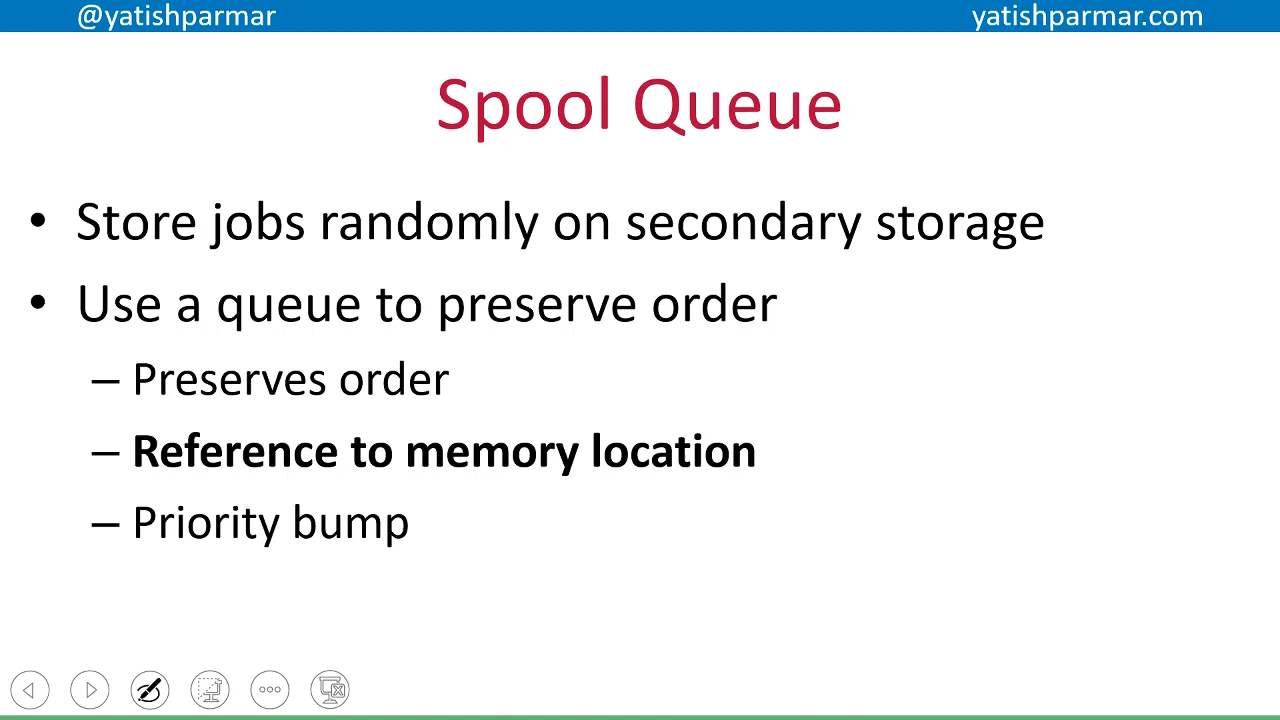 @yatishparmar
yatishparmar.com
Spool Queue
• Store jobs randomly on secondary storage
• Use a queue to preserve order
– Preserves order
– Reference to memory location
– Priority bump